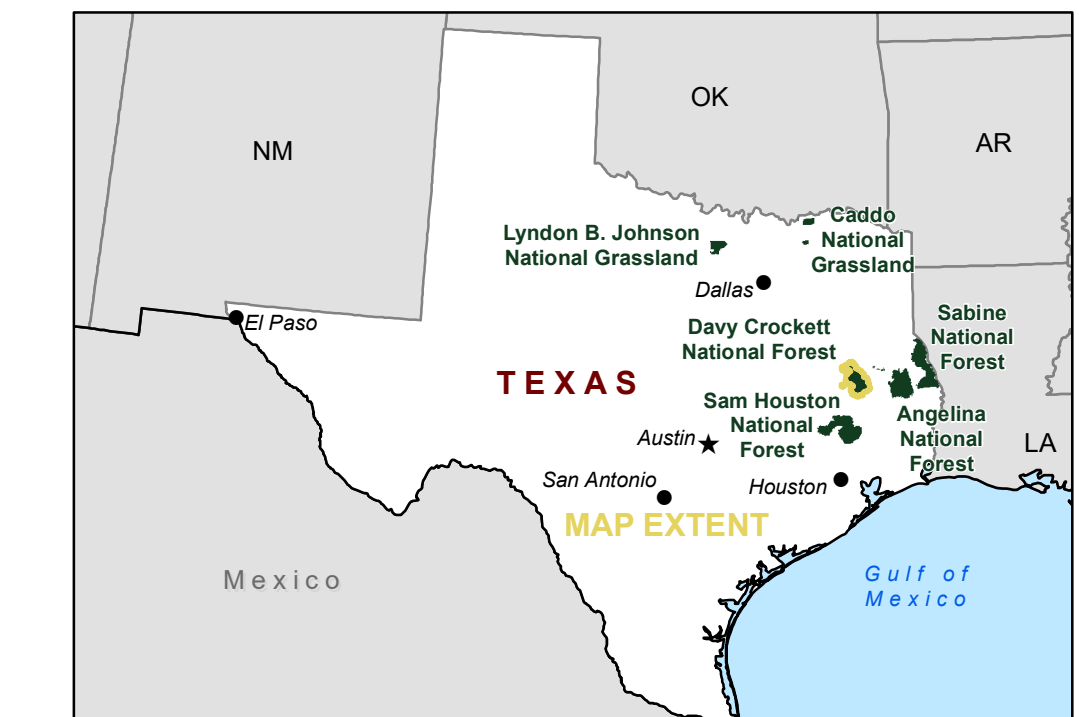 OK
AR
NM
Caddo
National
Grassland
Lyndon B. Johnson
National Grassland
Dallas
El Paso
Sabine
National
Forest
Davy Crockett
National Forest
TEXAS
Sam Houston
National
Forest
Angelina
National
Forest
Austin
LA
San Antonio
Houston
MAP EXTENT
Mexico
Gulf of
Mexico